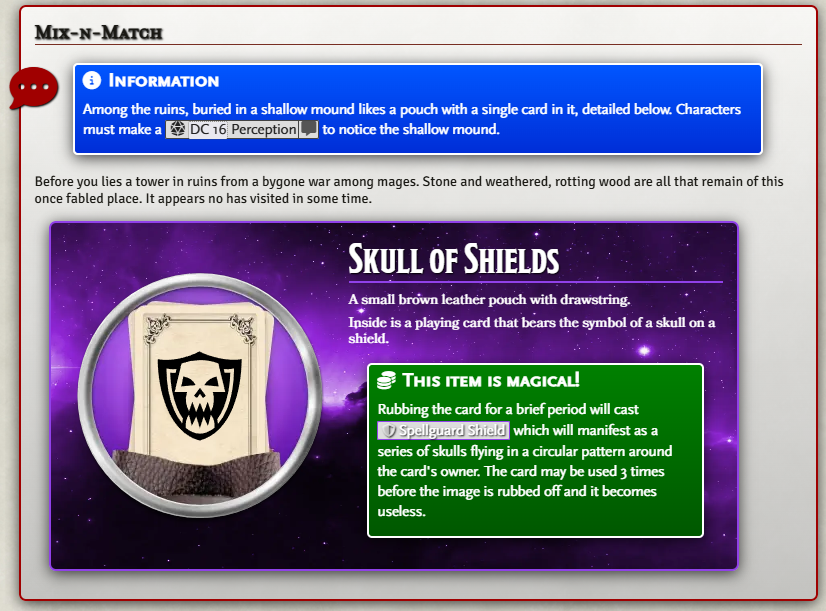 Mix-n-Match
Information
Among the ruins, buried in a shallow mound likes a pouch with a single card in it, detailed below. Characters
must make a DC 16 Perception to notice the shallow mound.
Before you lies a tower in ruins from a bygone war among mages. Stone and weathered, rotting wood are all that remain of this
once fabled place. It appears no has visited in some time.
Skull of Shields
A small brown leather pouch with drawstring.
Inside is a playing card that bears the symbol of a skull on a
shield.
This item is magical!
Rubbing the card for a brief period will cast
Spellguard Shield which will manifest as a
series of skulls flying in a circular pattern around
the card's owner. The card may be used 3 times
before the image is rubbed off and it becomes
useless.